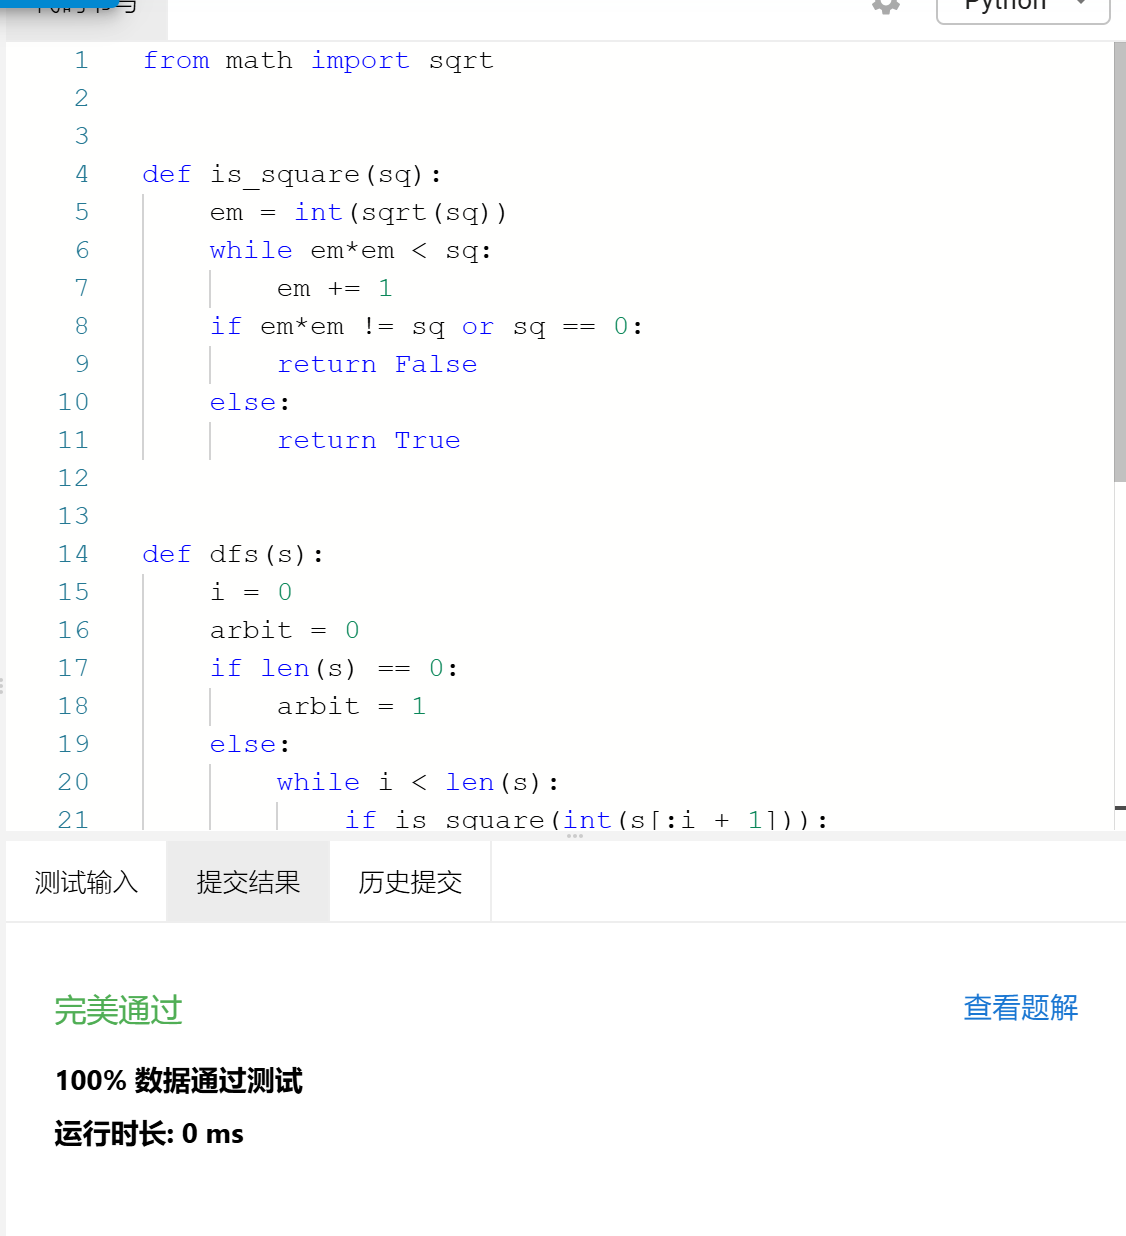 Python
1 from math import sqrt
2
3
4 def is_square(sq):
5 em = int(sqrt(sq))
6 while em*em < sq:
7 em += 1
8 if em*em != sq or sq == 0:
9 return False
10 else:
11 return True
12
13
14 def dfs(s):
15 i = 0
16 arbit = 0
17 if len(s) == 0:
18 arbit = 1
19 else:
20 while i < len(s):
21 if is_square(int(s[:i + 1])):
测试输入 提交结果 历史提交
完美通过 查看题解
100% 数据通过测试
运行时长: 0 ms